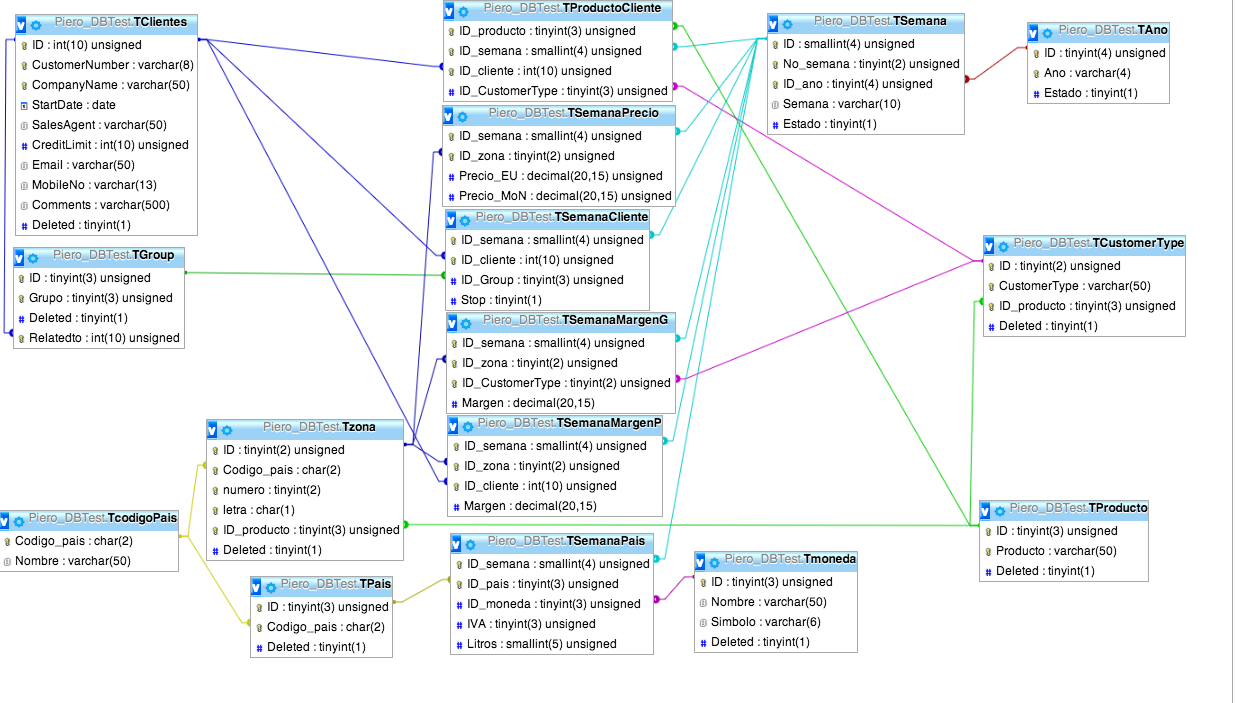 Piero_DBTest.TClientes
ID : int(10) unsigned
CustomerNumber : varchar(8)
CompanyName : varchar(50)
StartDate : date
SalesAgent : varchar(50)
CreditLimit : int(10) unsigned
Email : varchar(50)
MobileNo : varchar(13)
Comments : varchar(500)
Deleted : tinyint(1)
Piero_DBTest.TGroup
ID : tinyint(3) unsigned
Grupo : tinyint(3) unsigned
Deleted : tinyint(1)
Relatedto : int(10) unsigned
Piero_DBTest.TProductoCliente
ID_producto : tinyint(3) unsigned
ID_semana : smallint(4) unsigned
ID_cliente : int(10) unsigned
ID_CustomerType : tinyint(3) unsigned
Piero_DBTest.TSemanaPrecio
ID_semana : smallint(4) unsigned
ID_zona : tinyint(2) unsigned
Precio_EU : decimal(20,15) unsigned
Precio_MoN : decimal(20,15) unsigned
Piero_DBTest.TSemanaCliente
ID_semana : smallint(4) unsigned
ID_cliente : int(10) unsigned
ID_Group : tinyint(3) unsigned
Stop : tinyint(1)
Piero_DBTest.TSemanaMargenG
ID_semana : smallint(4) unsigned
ID_zona : tinyint(2) unsigned
ID_CustomerType : tinyint(2) unsigned
Margen : decimal(20,15)
Piero_DBTest.TSemanaMargenP
ID_semana : smallint(4) unsigned
ID_zona : tinyint(2) unsigned
ID_cliente : int(10) unsigned
Margen : decimal(20,15)
Piero_DBTest.TSemana
ID : smallint(4) unsigned
No_semana : tinyint(2) unsigned
ID_ano : tinyint(4) unsigned
Semana : varchar(10)
Estado : tinyint(1)
Piero_DBTest.TAno
ID : tinyint(4) unsigned
Ano : varchar(4)
Estado : tinyint(1)
Piero_DBTest.TCustomerType
ID : tinyint(2) unsigned
CustomerType : varchar(50)
ID_producto : tinyint(3) unsigned
Deleted : tinyint(1)
Piero_DBTest.Tzona
ID : tinyint(2) unsigned
Codigo_pais : char(2)
numero : tinyint(2)
letra : char(1)
ID_producto : tinyint(3) unsigned
Deleted : tinyint(1)
Piero_DBTest.TcodigoPais
Codigo_pais : char(2)
Nombre : varchar(50)
Piero_DBTest.TPais
ID : tinyint(3) unsigned
Codigo_pais : char(2)
Deleted : tinyint(1)
Piero_DBTest.TSemanaPais
ID_semana : smallint(4) unsigned
ID_pais : tinyint(3) unsigned
ID_moneda : tinyint(3) unsigned
IVA : tinyint(3) unsigned
Litros : smallint(5) unsigned
Piero_DBTest.Tmoneda
ID : tinyint(3) unsigned
Nombre : varchar(50)
Simbolo : varchar(6)
Deleted : tinyint(1)
Piero_DBTest.TProducto
ID : tinyint(3) unsigned
Producto : varchar(50)
Deleted : tinyint(1)